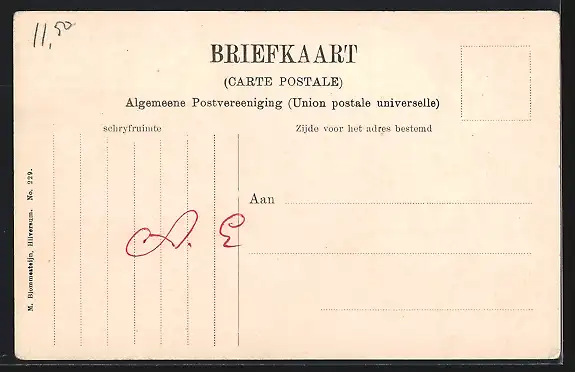 11,50
BRIEFKAART
(CARTE POSTALE)
Algemeene Postvereeniging (Union postale universelle)
schryfruimte
Zijde voor het adres bestemd
Aan
A. E
M. Blommesteijn, Hilversum. No. 229.